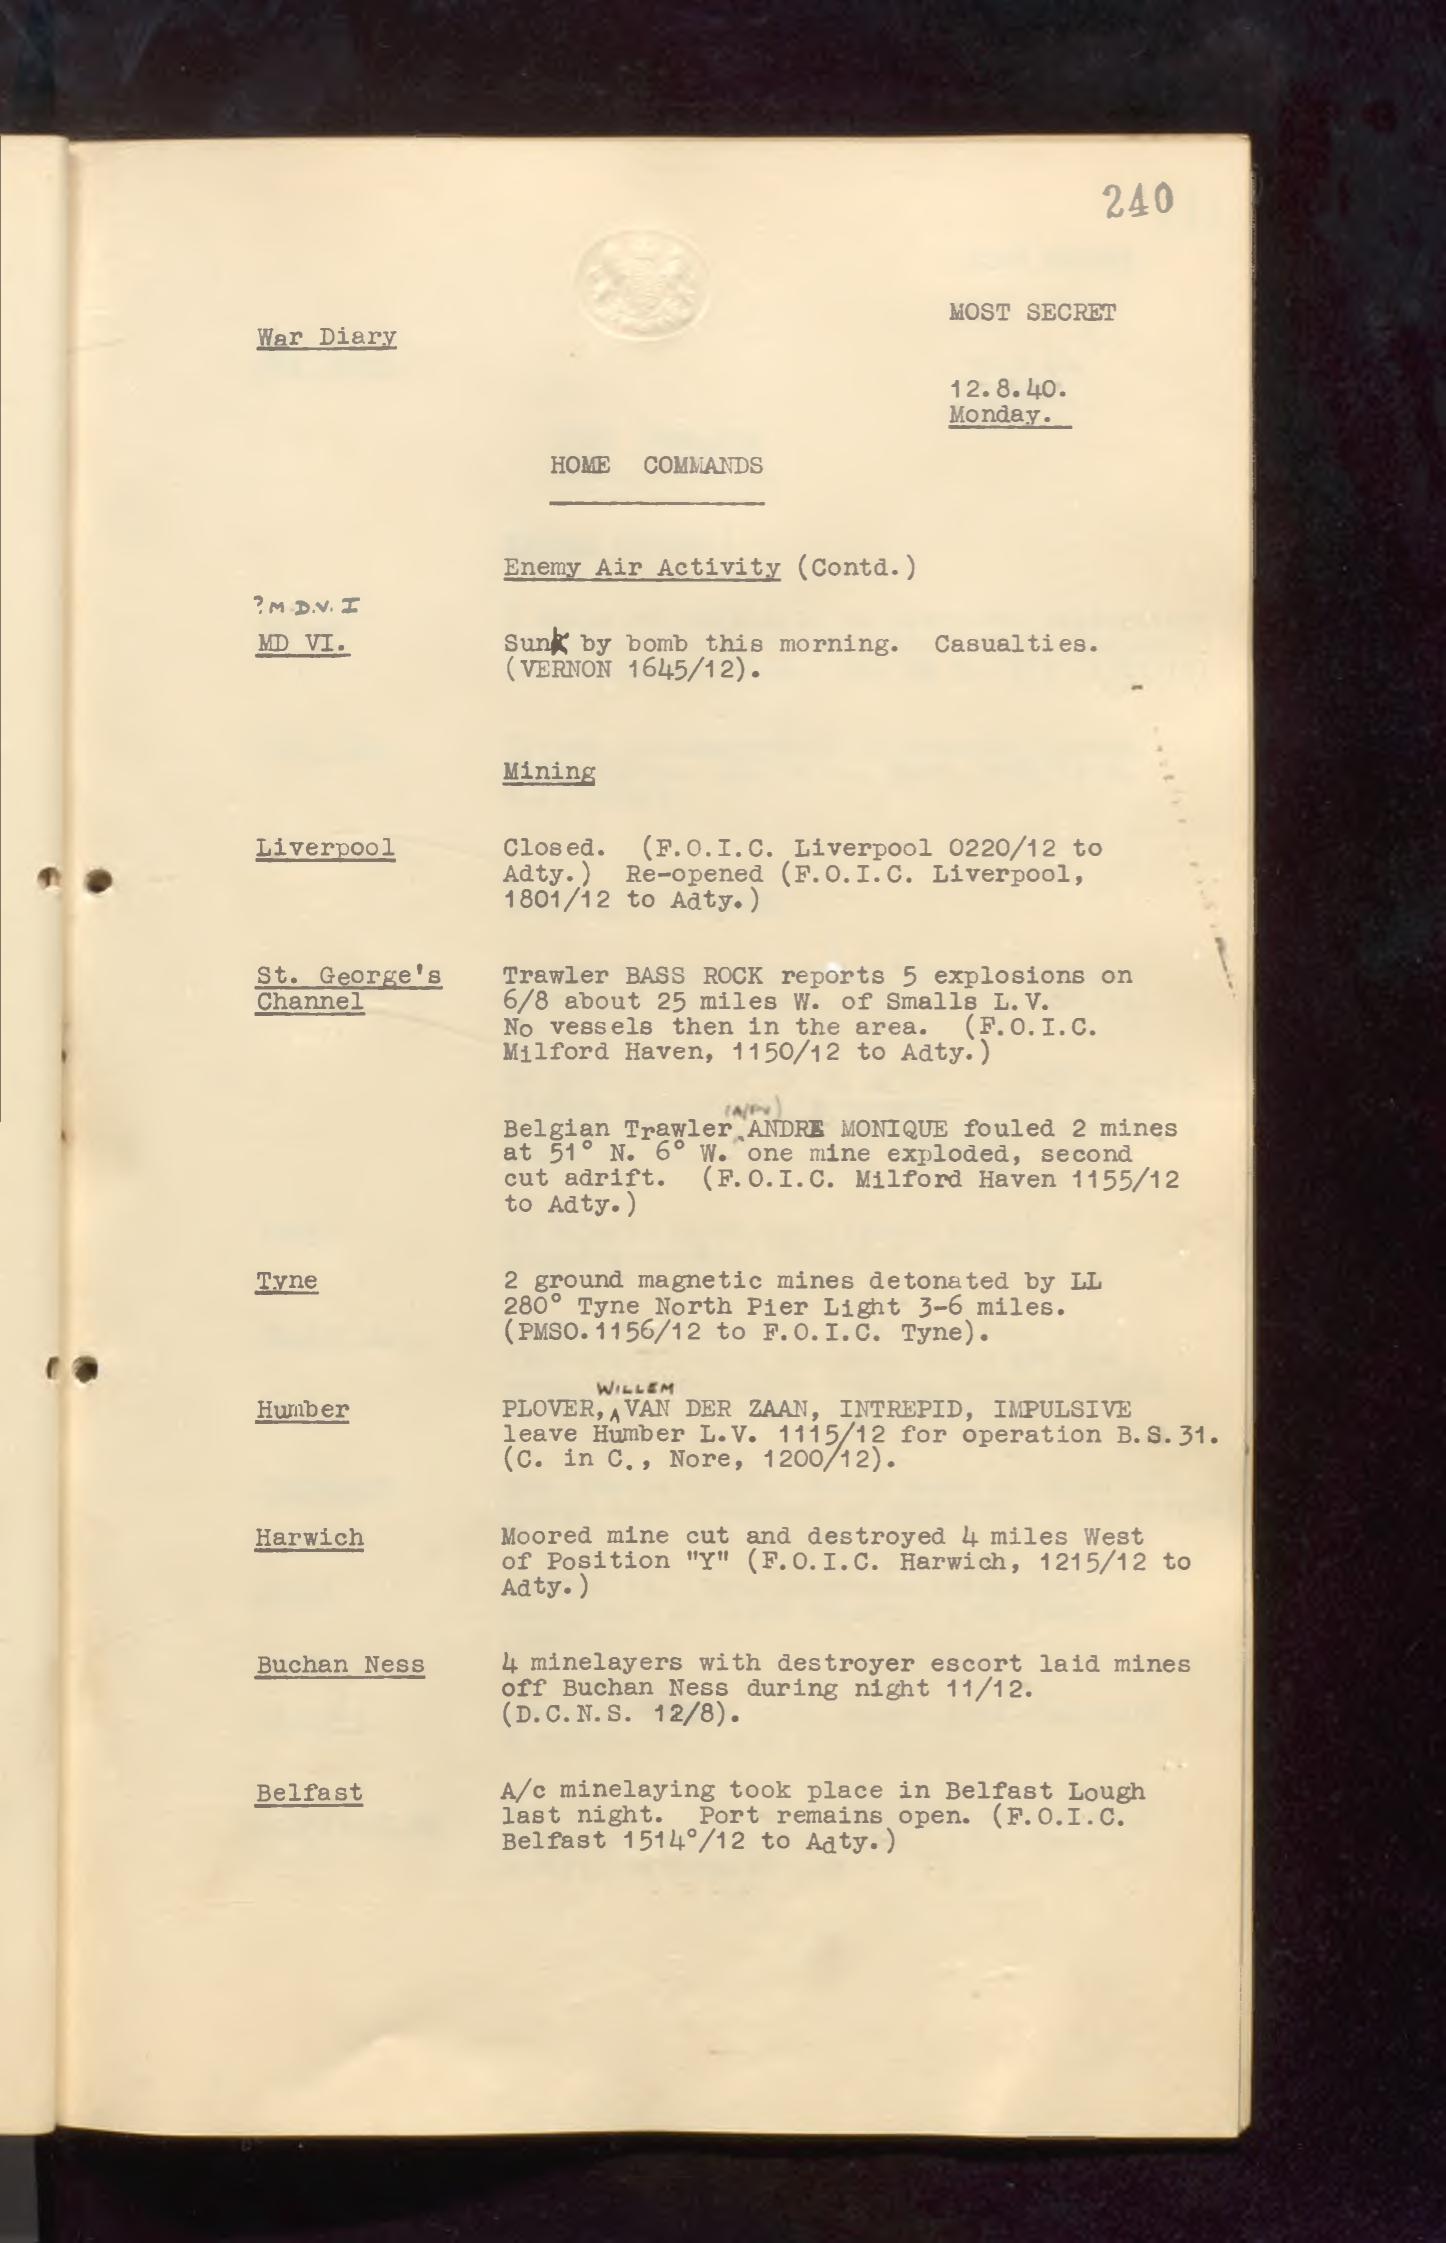 240
MOST SECRET
War Diary
12.8.40.
Monday.
HOME COMMANDS
Enemy Air Activity (Contd.)
?M.D.V. I
MD VI. Sunk by bomb this morning. Casualties.
(VERNON 1645/12).
Mining
Liverpool Closed. (F.O.I.C. Liverpool 0220/12 to
Adty.) Re-opened (F.O.I.C. Liverpool,
1801/12 to Adty.)
St. George's Trawler BASS ROCK reports 5 explosions on
Channel 6/8 about 25 miles W. of Smalls L.V.
No vessels then in the area. (F.O.I.C.
Milford Haven, 1150/12 to Adty.)
Belgian Trawler ANDRE MONIQUE fouled 2 mines
at 51° N. 6° W. one mine exploded, second
cut adrift. (F.O.I.C. Milford Haven 1155/12
to Adty.)
Tyne 2 ground magnetic mines detonated by LL
280° Tyne North Pier Light 3-6 miles.
(PMSO.1156/12 to F.O.I.C. Tyne).
WILLEM
Humber PLOVER, VAN DER ZAAN, INTREPID, IMPULSIVE
leave Humber L.V. 1115/12 for operation B.S.31.
(C. in C., Nore, 1200/12).
Harwich Moored mine cut and destroyed 4 miles West
of Position "Y" (F.O.I.C. Harwich, 1215/12 to
Adty.)
Buchan Ness 4 minelayers with destroyer escort laid mines
off Buchan Ness during night 11/12.
(D.C.N.S. 12/8).
Belfast A/c minelaying took place in Belfast Lough
last night. Port remains open. (F.O.I.C.
Belfast 1514°/12 to Adty.)